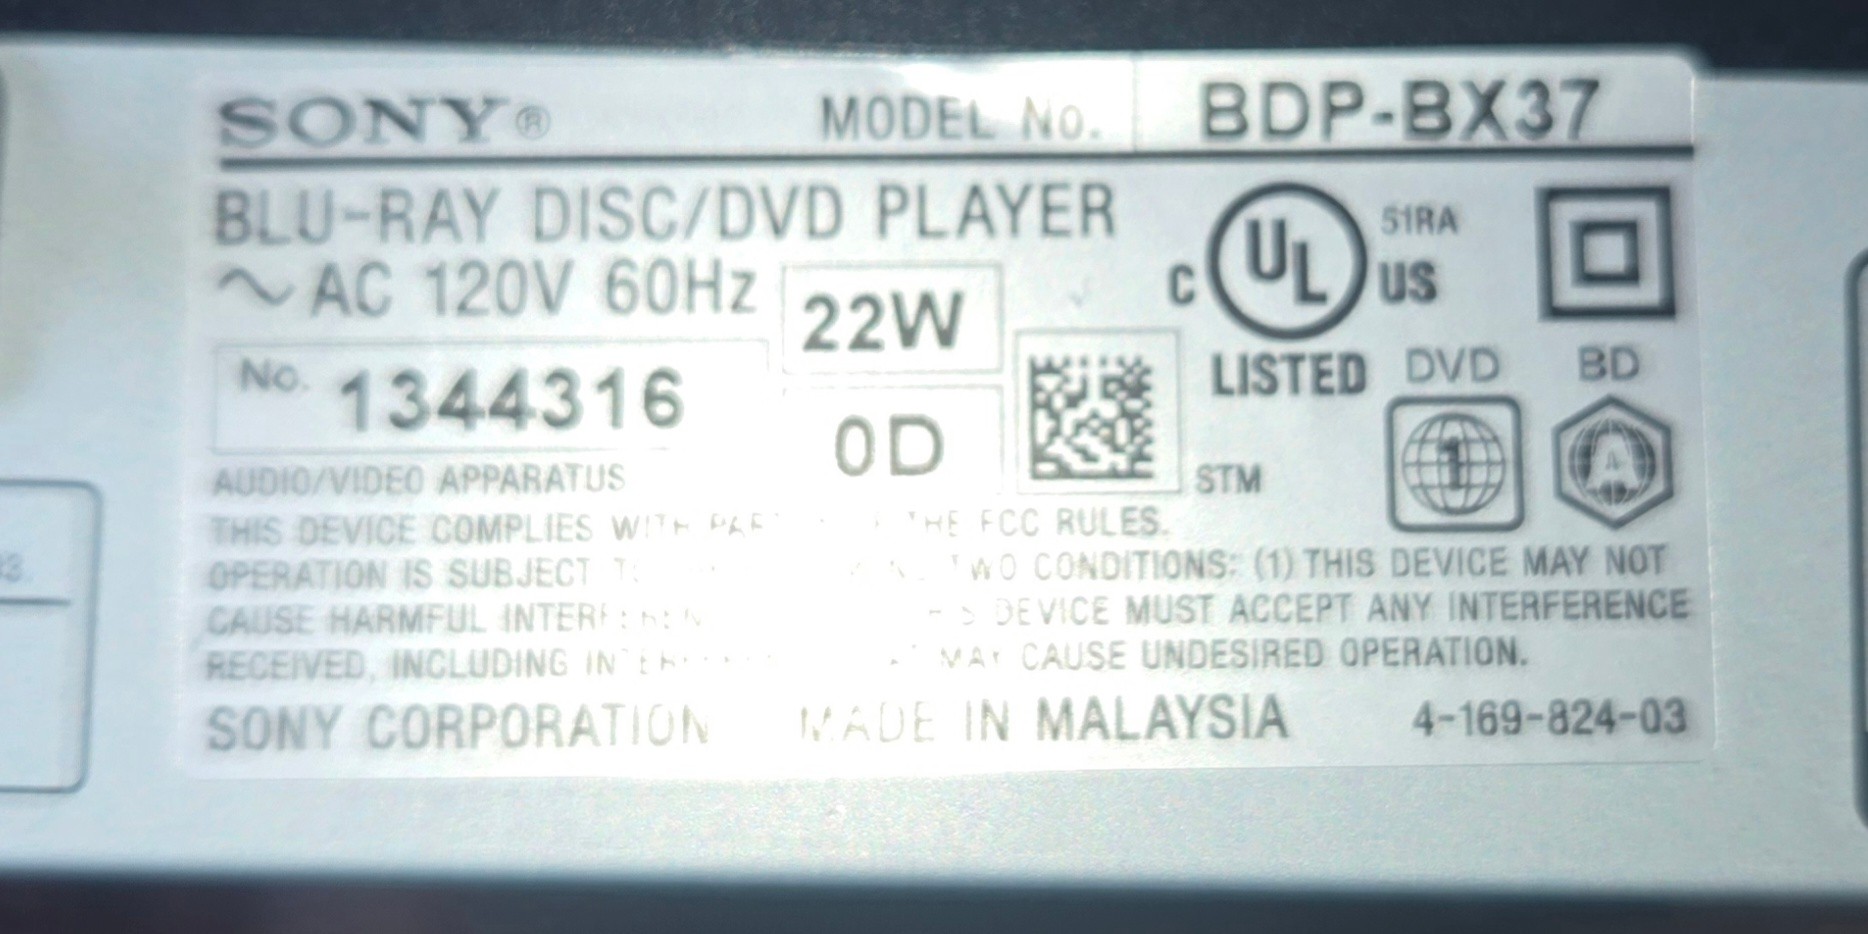 SONY® MODEL No. BDP-BX37
BLU-RAY DISC/DVD PLAYER
~ AC 120V 60Hz 22W
No. 1344316
0D
C UL US 51RA
LISTED
DVD
1
BD
A
STM
AUDIO/VIDEO APPARATUS
THIS DEVICE COMPLIES WITH THE FCC RULES.
OPERATION IS SUBJECT TWO CONDITIONS: (1) THIS DEVICE MAY NOT
CAUSE HARMFUL DEVICE MUST ACCEPT ANY INTERFERENCE
RECEIVED, INCLUDING MAY CAUSE UNDESIRED OPERATION.
SONY CORPORATION MADE IN MALAYSIA 4-169-824-03